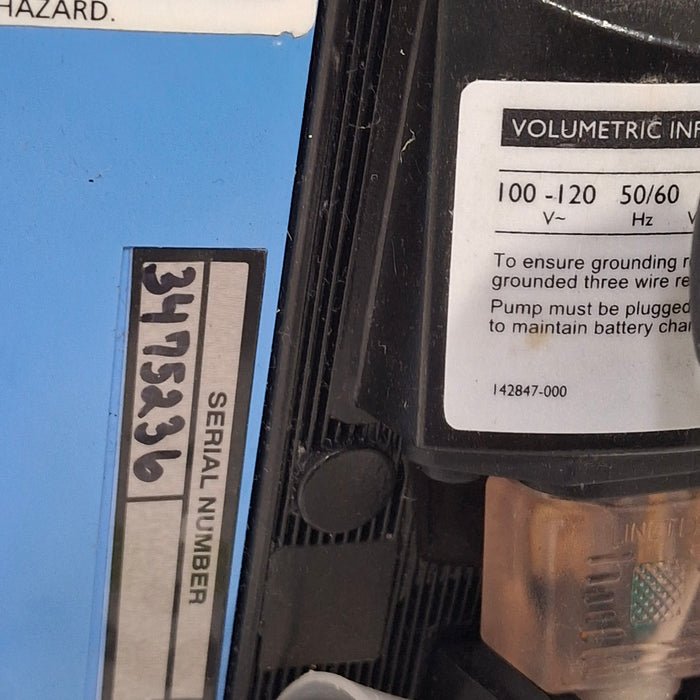 HAZARD.
3475236
SERIAL NUMBER
VOLUMETRIC INF
100 -120 50/60
V~ Hz V
To ensure grounding r
grounded three wire re
Pump must be plugged
to maintain battery cha
142847-000